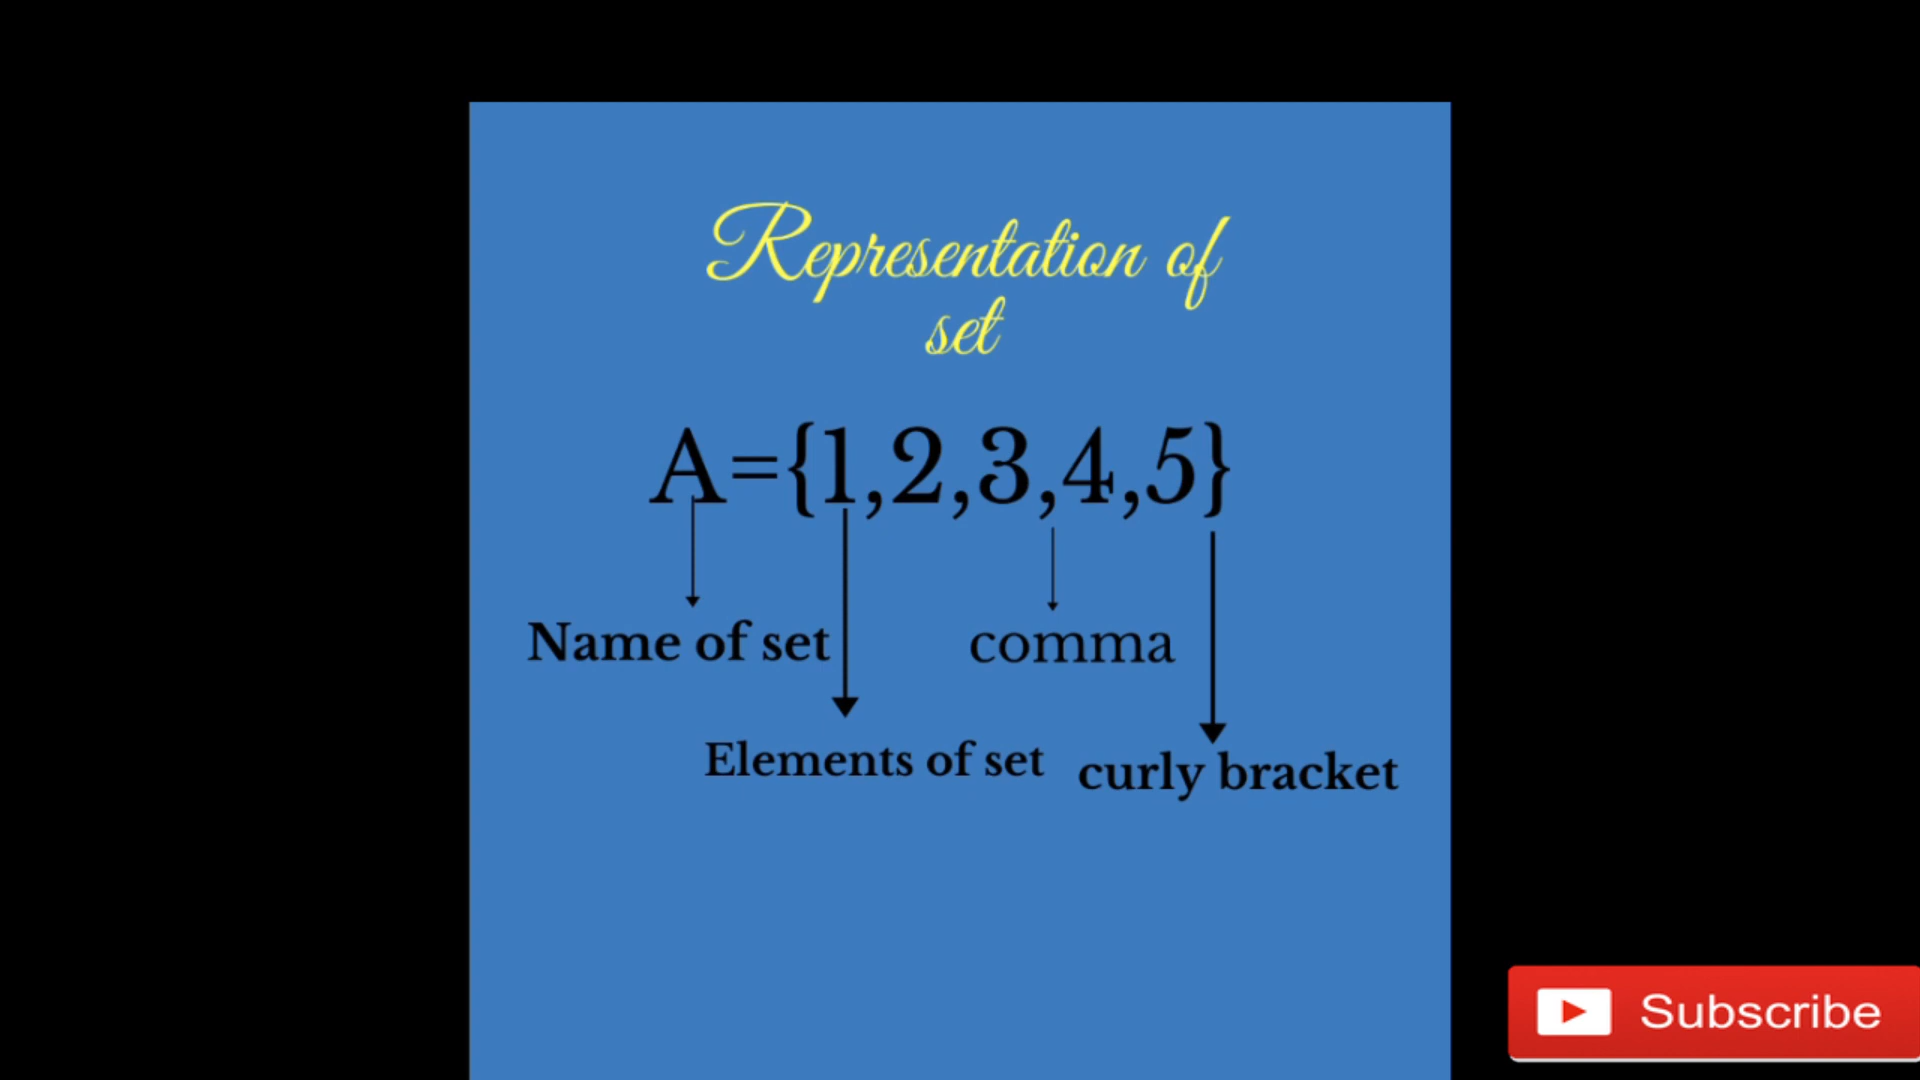 Representation of
set
A={1,2,3,4,5}
Name of set
comma
Elements of set
curly bracket
Subscribe